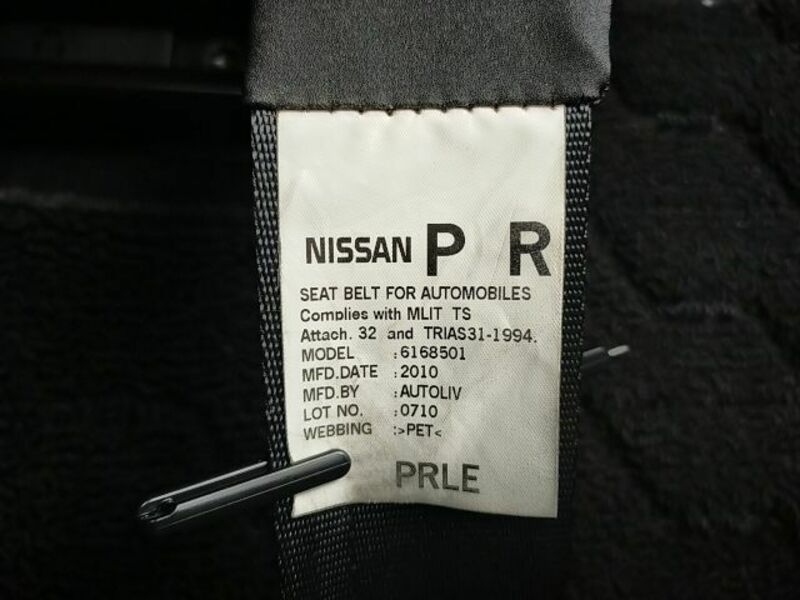 NISSAN P R
SEAT BELT FOR AUTOMOBILES
Complies with MLIT TS
Attach. 32 and TRIAS31-1994.
MODEL :6168501
MFD.DATE :2010
MFD.BY :AUTOLIV
LOT NO. :0710
WEBBING :>PET<
PRLE